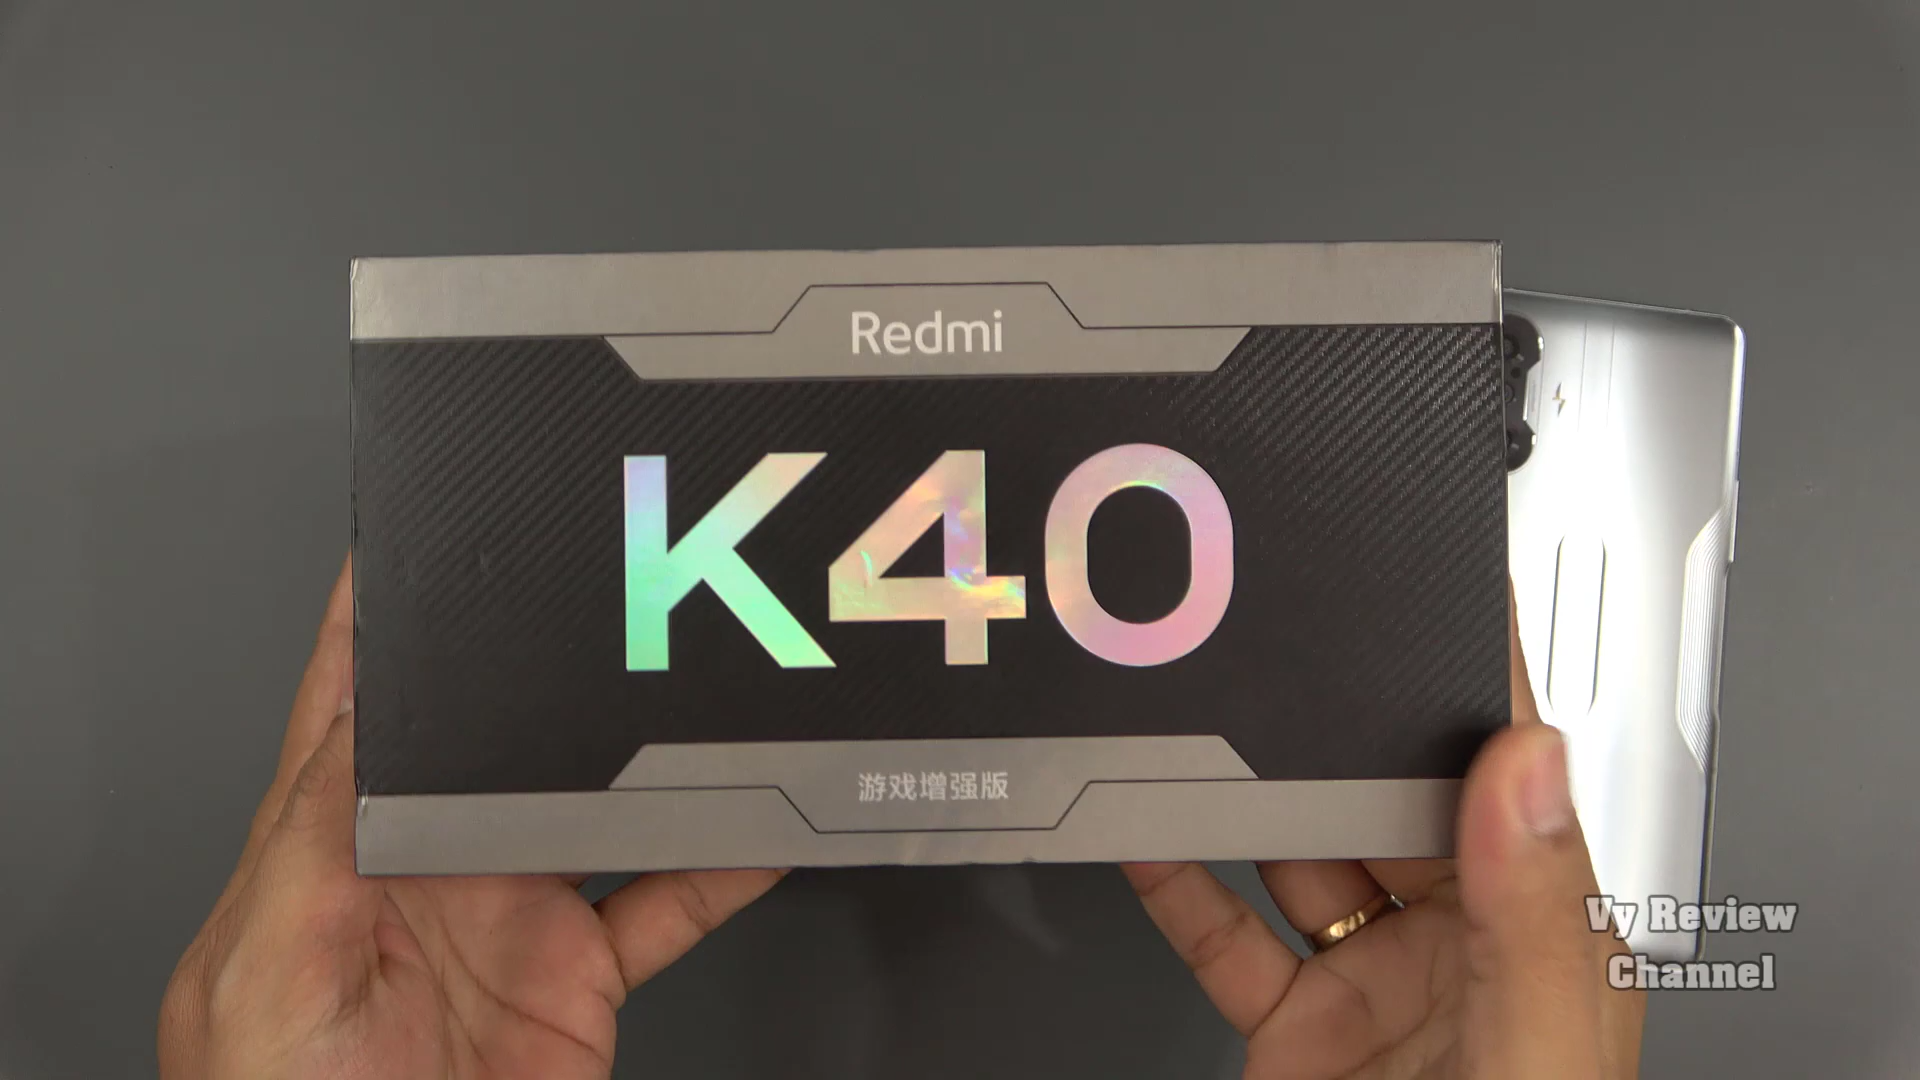 Redmi
K40
游戏增强版
Vy Review
Channel